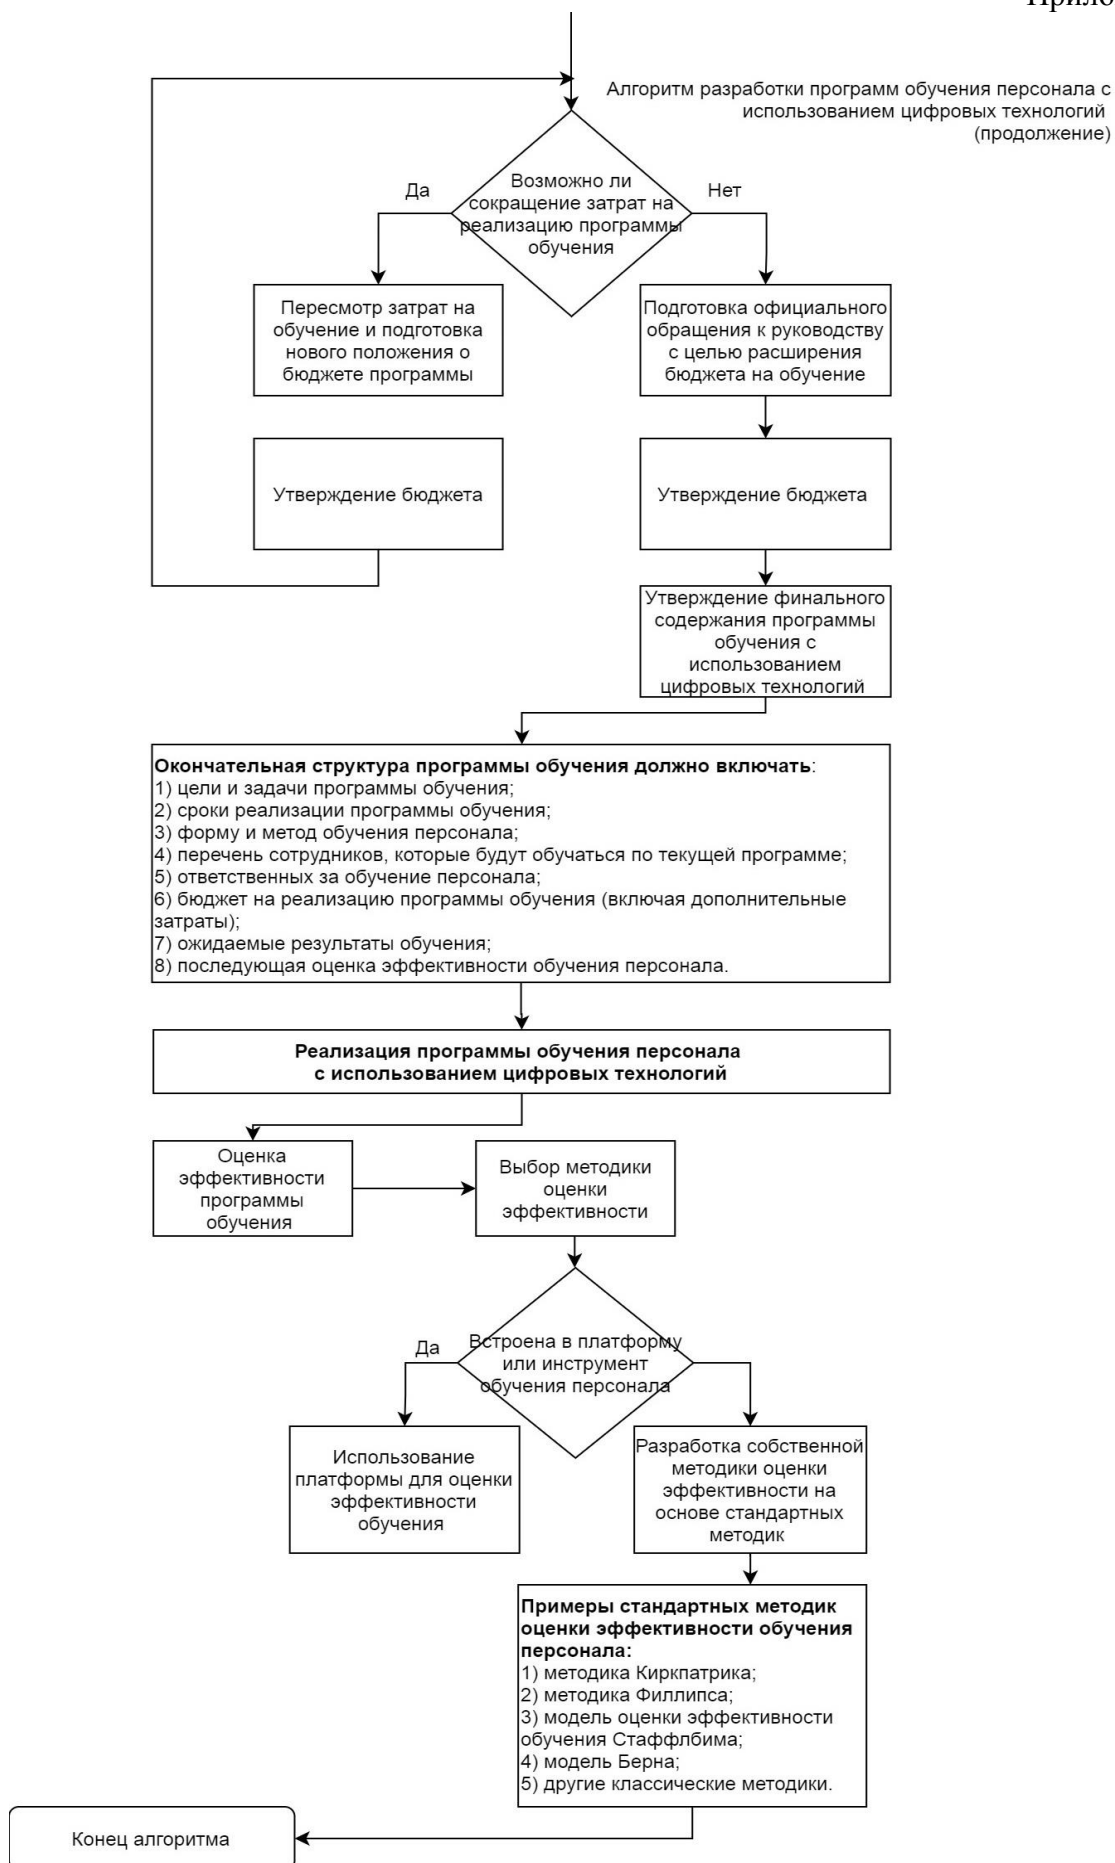 Алгоритм разработки программ обучения персонала с
использованием цифровых технологий
(продолжение)
Возможно ли
сокращение затрат на
реализацию программы
обучения
Да
Нет
Пересмотр затрат на
обучение и подготовка
нового положения о
бюджете программы
Подготовка официального
обращения к руководству
с целью расширения
бюджета на обучение
Утверждение бюджета
Утверждение бюджета
Утверждение финального
содержания программы
обучения с
использованием
цифровых технологий
Окончательная структура программы обучения должно включать:
1) цели и задачи программы обучения;
2) сроки реализации программы обучения;
3) форму и метод обучения персонала;
4) перечень сотрудников, которые будут обучаться по текущей программе;
5) ответственных за обучение персонала;
6) бюджет на реализацию программы обучения (включая дополнительные
затраты);
7) ожидаемые результаты обучения;
8) последующая оценка эффективности обучения персонала.
Реализация программы обучения персонала
с использованием цифровых технологий
Оценка
эффективности
программы
обучения
Выбор методики
оценки
эффективности
Встроена в платформу
или инструмент
обучения персонала
Да
Использование
платформы для оценки
эффективности
обучения
Разработка собственной
методики оценки
эффективности на
основе стандартных
методик
Примеры стандартных методик
оценки эффективности обучения
персонала:
1) методика Киркпатрика;
2) методика Филлипса;
3) модель оценки эффективности
обучения Стаффлбима;
4) модель Берна;
5) другие классические методики.
Конец алгоритма